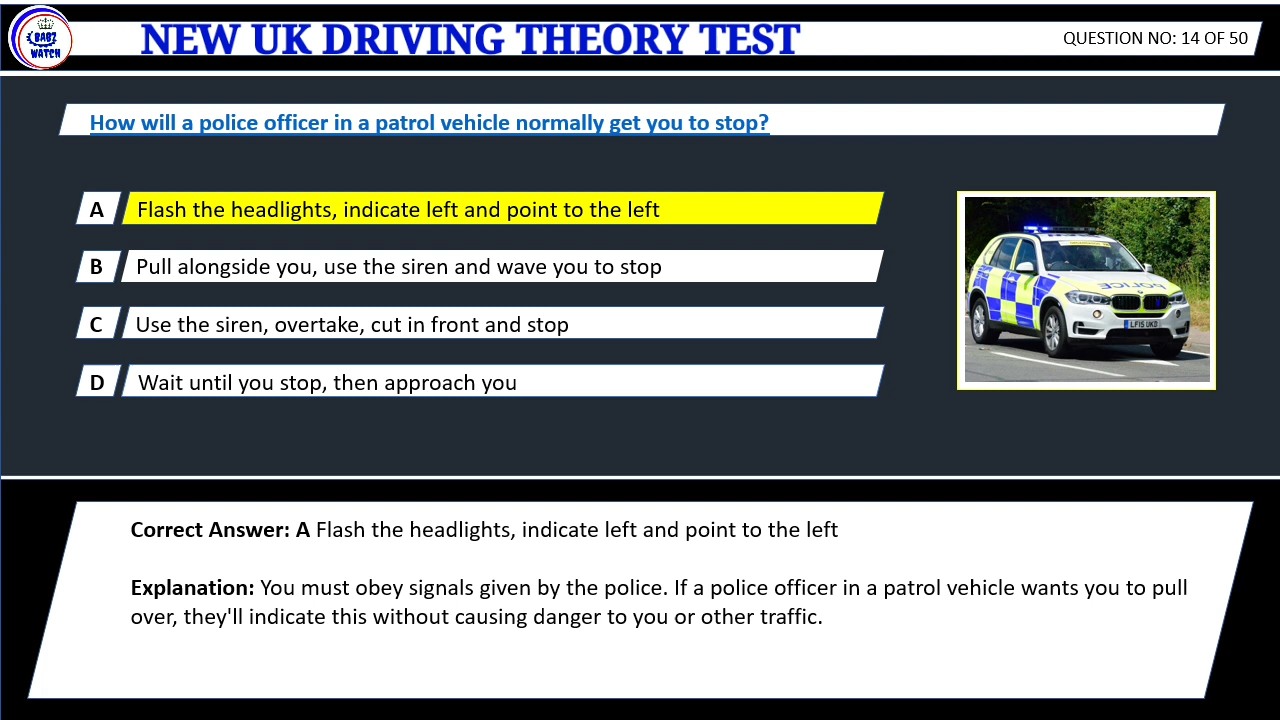 BABZ
WATCH
NEW UK DRIVING THEORY TEST
QUESTION NO: 14 OF 50
How will a police officer in a patrol vehicle normally get you to stop?
A Flash the headlights, indicate left and point to the left
B Pull alongside you, use the siren and wave you to stop
C Use the siren, overtake, cut in front and stop
D Wait until you stop, then approach you
POLICE
LF15 UKD
Correct Answer: A Flash the headlights, indicate left and point to the left
Explanation: You must obey signals given by the police. If a police officer in a patrol vehicle wants you to pull
over, they'll indicate this without causing danger to you or other traffic.